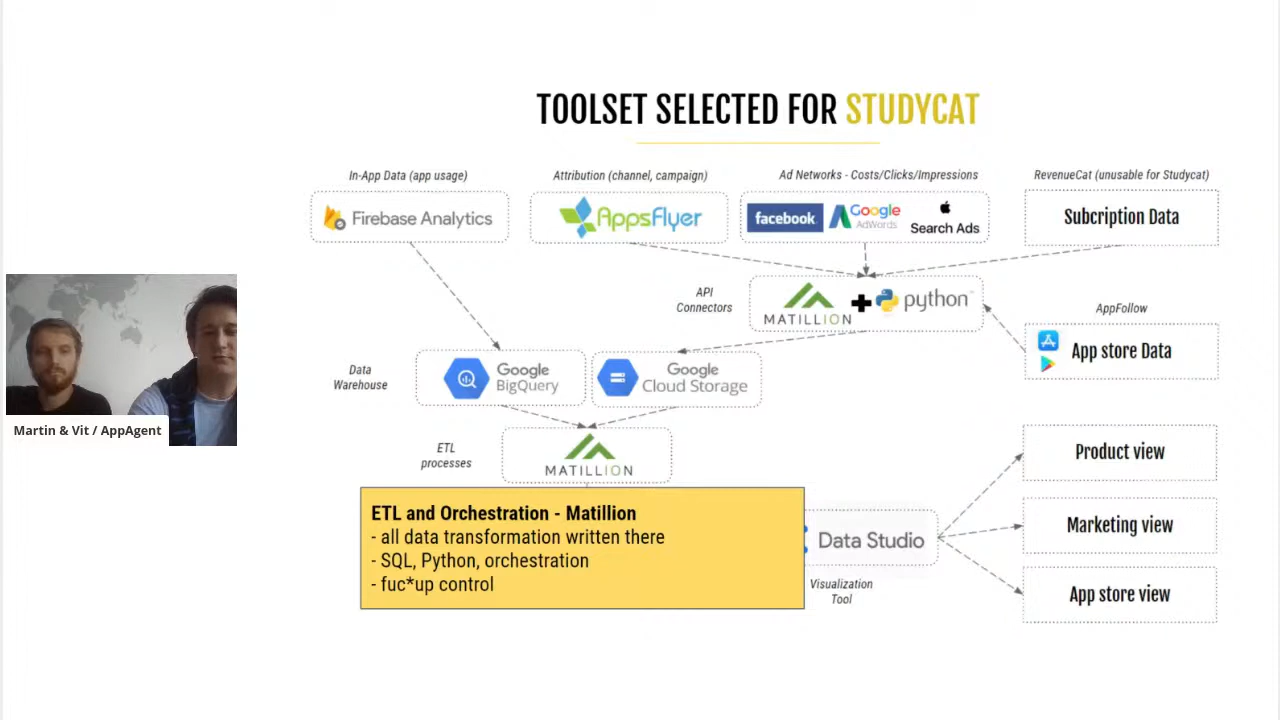 TOOLSET SELECTED FOR STUDYCAT
In-App Data (app usage)
Attribution (channel, campaign)
Ad Networks - Costs/Clicks/Impressions
RevenueCat (unusable for Studycat)
Firebase Analytics
AppsFlyer
facebook
Google
AdWords
Search Ads
Subcription Data
API
Connectors
MATILLION
python
AppFollow
App store Data
Data
Warehouse
Google
BigQuery
Google
Cloud Storage
ETL
processes
MATILLION
Martin & Vit / AppAgent
ETL and Orchestration - Matillion
- all data transformation written there
- SQL, Python, orchestration
- fuc*up control
Data Studio
Visualization
Tool
Product view
Marketing view
App store view